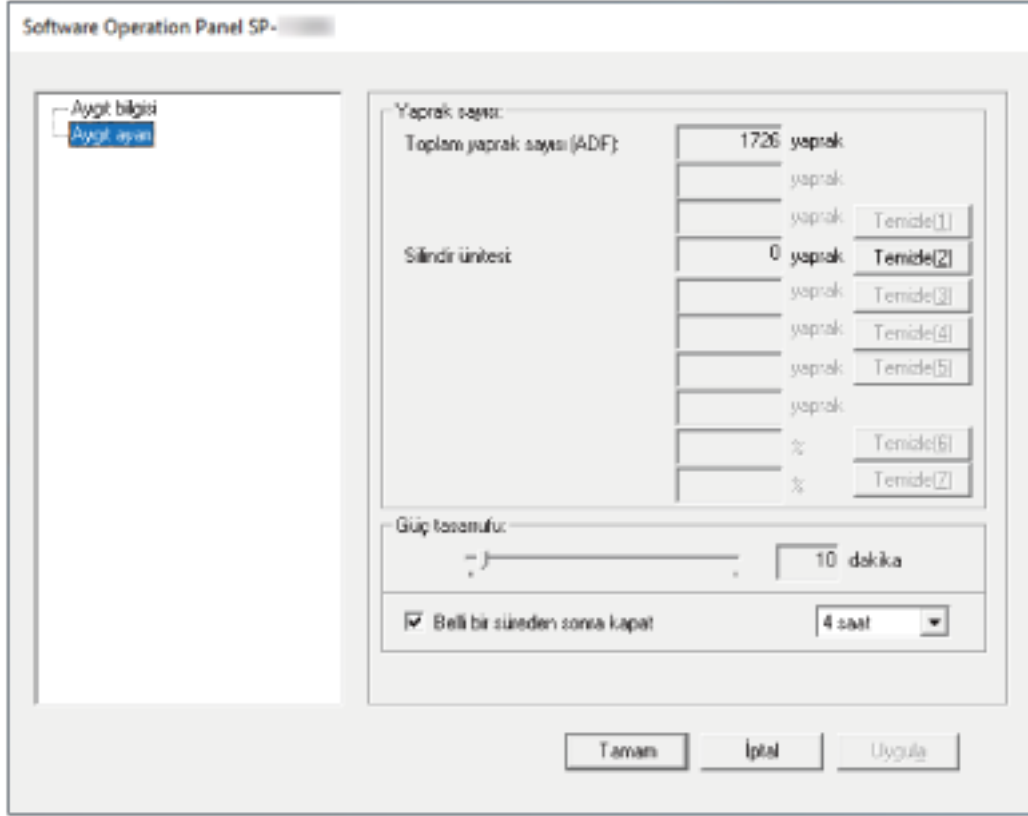 Software Operation Panel SP-
Aygıt bilgisi
Aygıt ayarı
Yaprak sayısı:
Toplam yaprak sayısı (ADF): 1726 yaprak
yaprak
yaprak Temizle(1)
Silindir ünitesi: 0 yaprak Temizle(2)
yaprak Temizle(3)
yaprak Temizle(4)
yaprak Temizle(5)
yaprak
% Temizle(6)
% Temizle(7)
Güç tasarrufu:
10 dakika
Belli bir süreden sonra kapat 4 saat
Tamam İptal Uygula